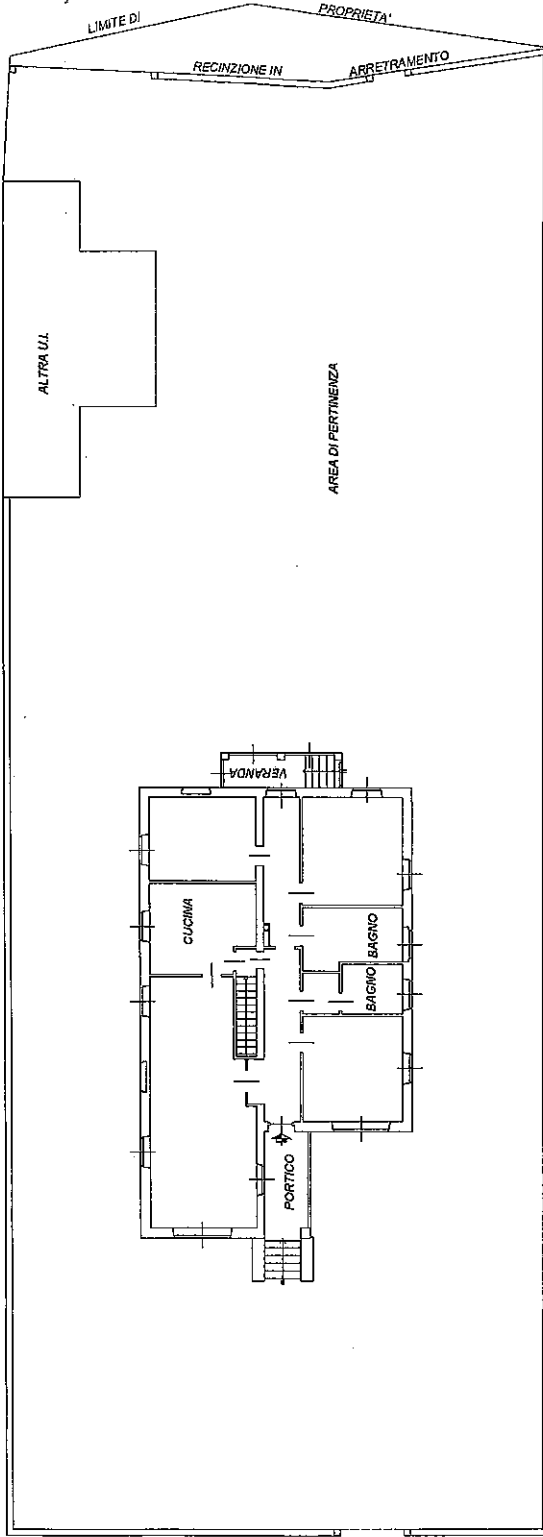 LIMITE DI
PROPRIETA'
RECINZIONE IN
ARRETRAMENTO
ALTRA U.I.
AREA DI PERTINENZA
VERANDA
CUCINA
BAGNO
BAGNO
PORTICO